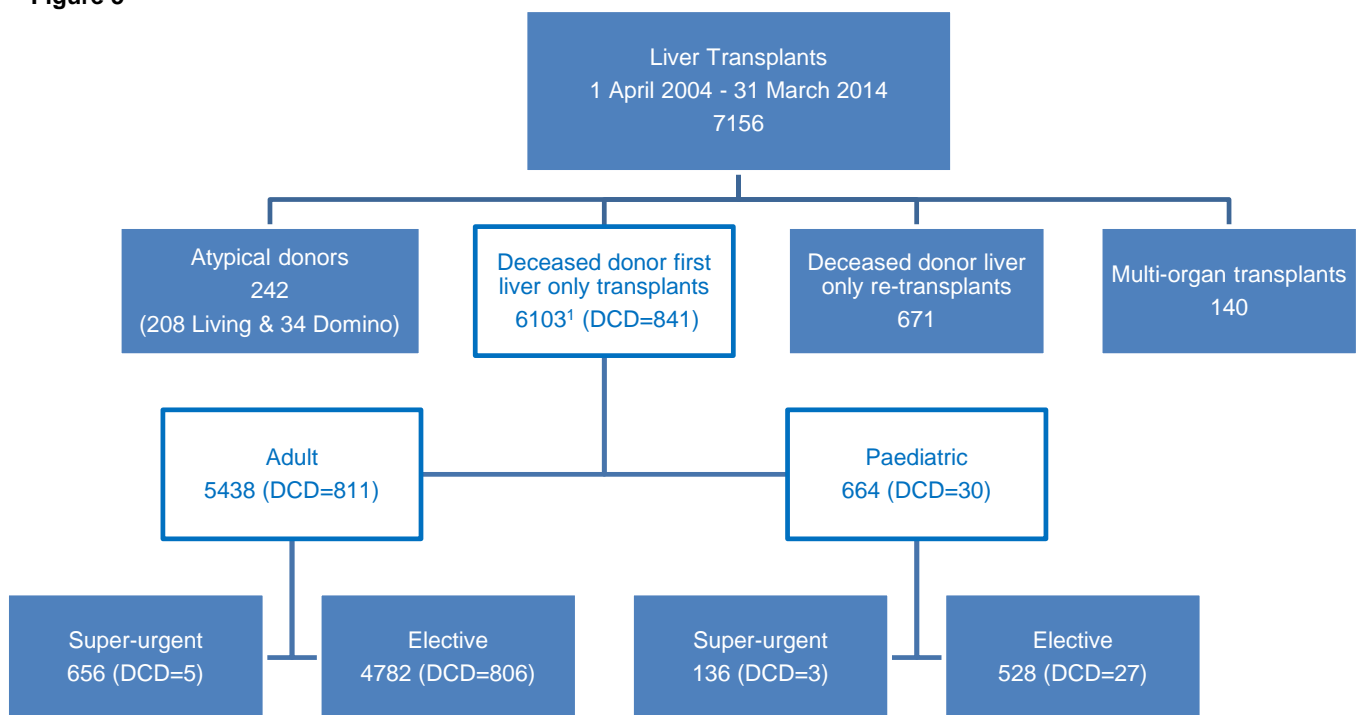 Liver Transplants
1 April 2004 - 31 March 2014
7156
Atypical donors
242
(208 Living & 34 Domino)
Deceased donor first
liver only transplants
6103¹ (DCD=841)
Deceased donor liver
only re-transplants
671
Multi-organ transplants
140
Adult
5438 (DCD=811)
Paediatric
664 (DCD=30)
Super-urgent
656 (DCD=5)
Elective
4782 (DCD=806)
Super-urgent
136 (DCD=3)
Elective
528 (DCD=27)